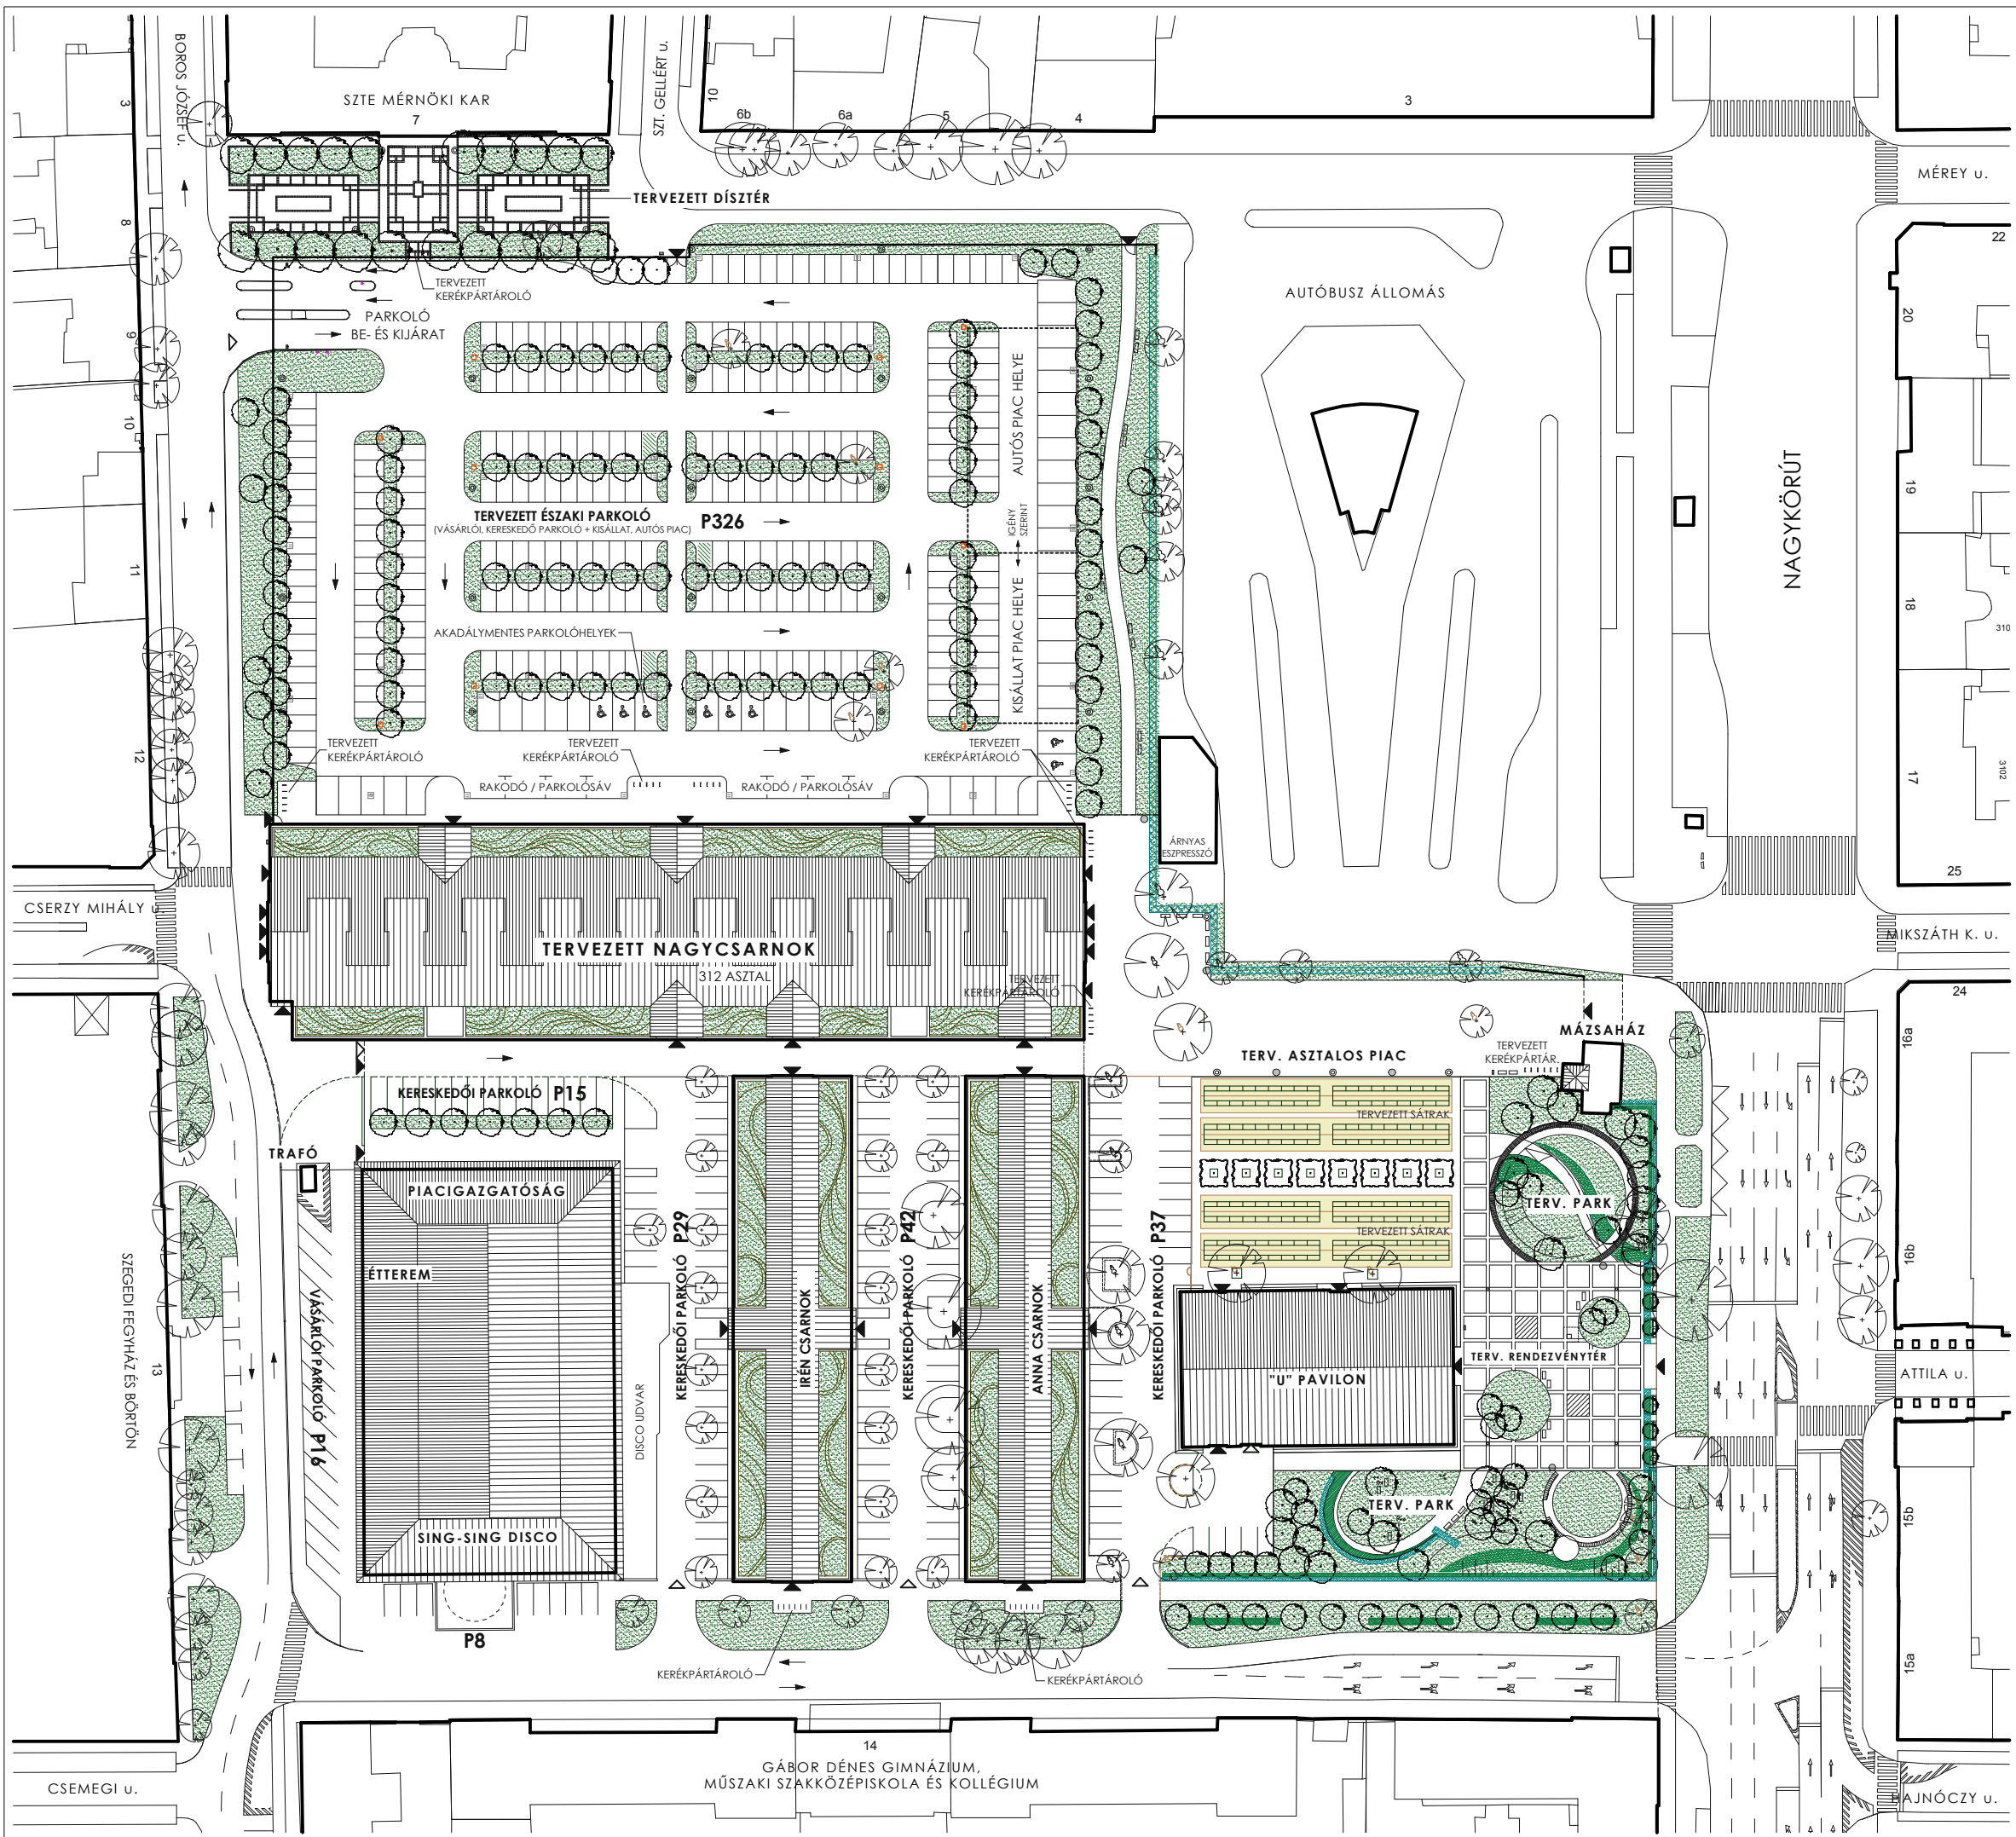 BOROS JÓZSEF u.
SZTE MÉRNÖKI KAR
7
SZT. GELLÉRT u.
10
6b
6a
5
4
3
3
MÉREY u.
8
TERVEZETT DÍSZTÉR
22
TERVEZETT
KERÉKPÁRTÁROLÓ
AUTÓBUSZ ÁLLOMÁS
PARKOLÓ
BE- ÉS KIJÁRAT
9
20
10
AUTÓS PIAC HELYE
19
NAGYKÖRÚT
TERVEZETT ÉSZAKI PARKOLÓ
(VÁSÁRLÓI, KERESKEDŐ PARKOLÓ + KISÁLLAT, AUTÓS PIAC)
P326
IGÉNY
SZERINT
11
18
310
KISÁLLAT PIAC HELYE
AKADÁLYMENTES PARKOLÓHELYEK
12
TERVEZETT
KERÉKPÁRTÁROLÓ
TERVEZETT
KERÉKPÁRTÁROLÓ
TERVEZETT
KERÉKPÁRTÁROLÓ
17
3102
RAKODÓ / PARKOLÓSÁV
RAKODÓ / PARKOLÓSÁV
ÁRNYAS
ESZPRESSZÓ
25
CSERZY MIHÁLY u.
MIKSZÁTH K. u.
TERVEZETT NAGYCSARNOK
312 ASZTAL
TERVEZETT
KERÉKPÁRTÁROLÓ
24
16a
MÁZSAHÁZ
TERVEZETT
KERÉKPÁRTÁR.
TERV. ASZTALOS PIAC
KERESKEDŐI PARKOLÓ P15
TERVEZETT SÁTRAK
TRAFÓ
PIACIGAZGATÓSÁG
TERV. PARK
TERVEZETT SÁTRAK
KERESKEDŐI PARKOLÓ P29
KERESKEDŐI PARKOLÓ P42
KERESKEDŐI PARKOLÓ P37
16b
ÉTTEREM
SZEGEDI FEGYHÁZ ÉS BÖRTÖN
13
VÁSÁRLÓI PARKOLÓ P16
IRÉN CSARNOK
ANNA CSARNOK
TERV. RENDEZVÉNYTÉR
"U" PAVILON
ATTILA u.
DISCO UDVAR
TERV. PARK
15b
SING-SING DISCO
P8
KERÉKPÁRTÁROLÓ
KERÉKPÁRTÁROLÓ
15a
14
GÁBOR DÉNES GIMNÁZIUM,
MŰSZAKI SZAKKÖZÉPISKOLA ÉS KOLLÉGIUM
CSEMEGI u.
HAJNÓCZY u.